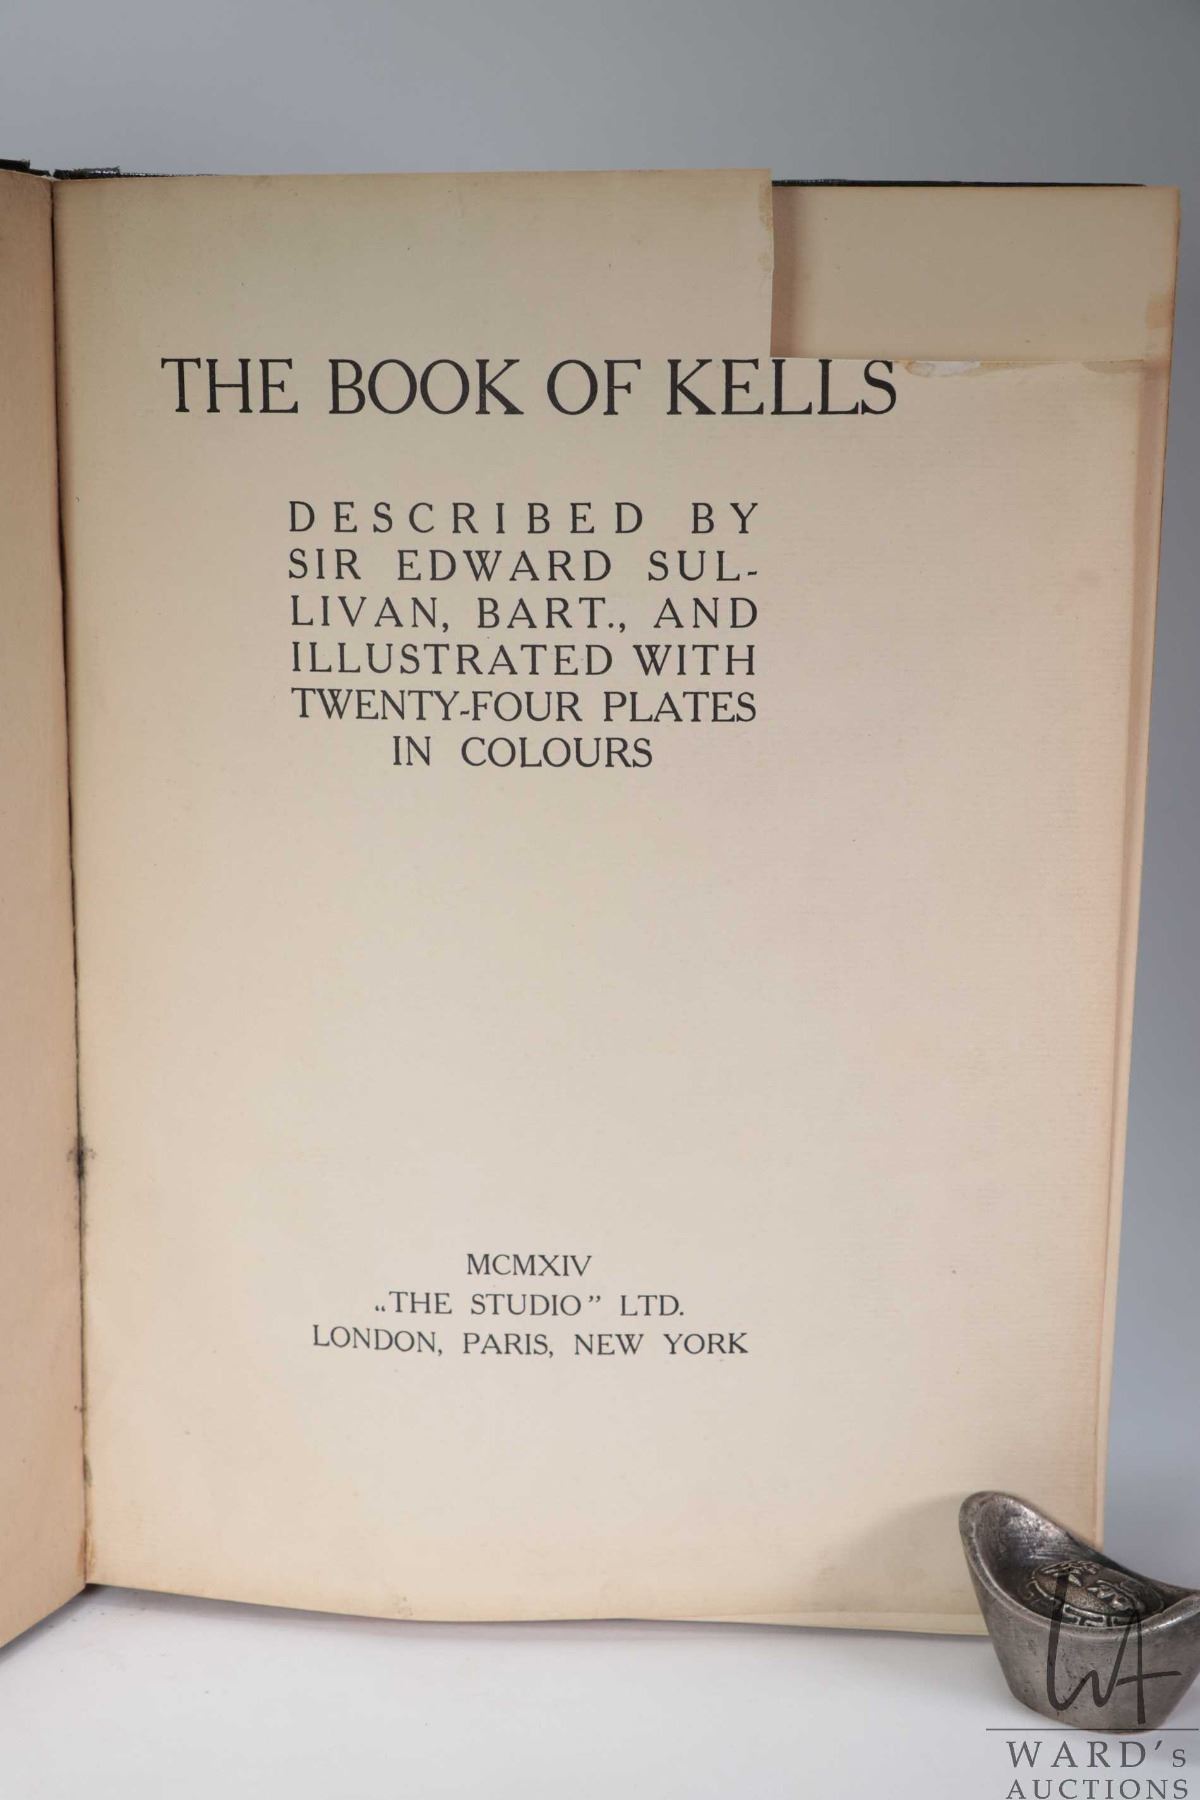 THE BOOK OF KELLS
DESCRIBED BY
SIR EDWARD SUL-
LIVAN, BART., AND
ILLUSTRATED WITH
TWENTY-FOUR PLATES
IN COLOURS
MCMXIV
„THE STUDIO” LTD.
LONDON, PARIS, NEW YORK
WA
WARD's
AUCTIONS